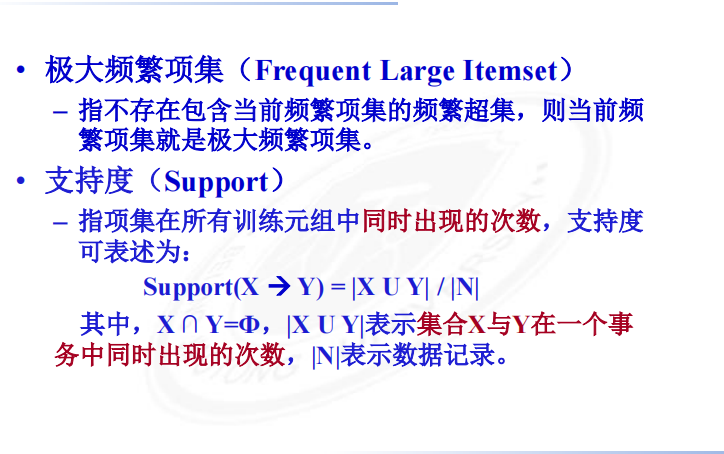 • 极大频繁项集（Frequent Large Itemset）
– 指不存在包含当前频繁项集的频繁超集，则当前频
繁项集就是极大频繁项集。
• 支持度（Support）
– 指项集在所有训练元组中同时出现的次数，支持度
可表述为：
Support(X → Y) = |X U Y| / |N|
其中，X ∩ Y=Φ，|X U Y|表示集合X与Y在一个事
务中同时出现的次数，|N|表示数据记录。